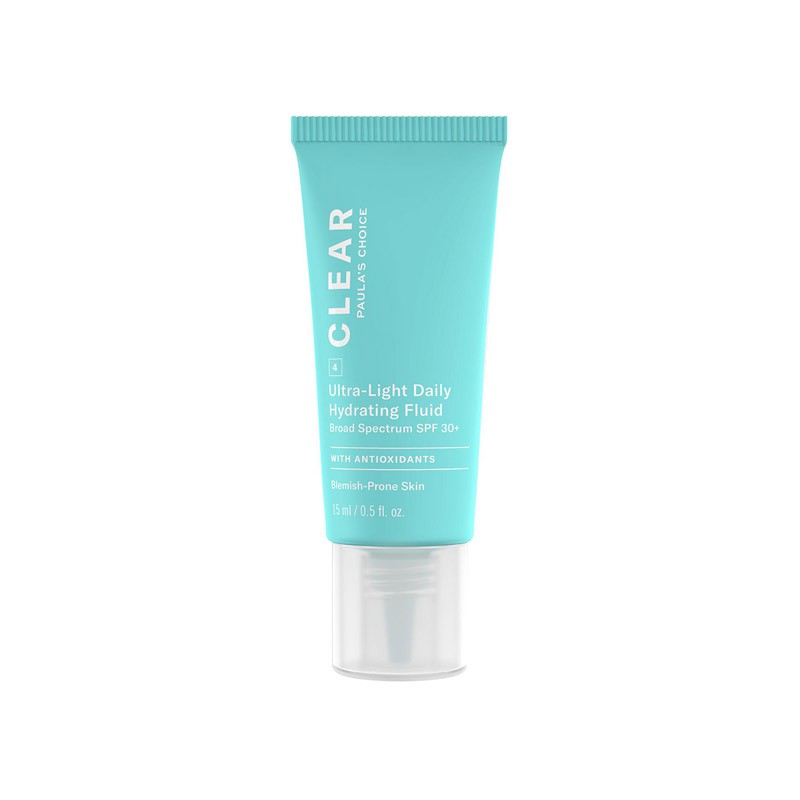 CLEAR
PAULA'S CHOICE
4
Ultra-Light Daily
Hydrating Fluid
Broad Spectrum SPF 30+
WITH ANTIOXIDANTS
Blemish-Prone Skin
15 ml / 0.5 fl. oz.